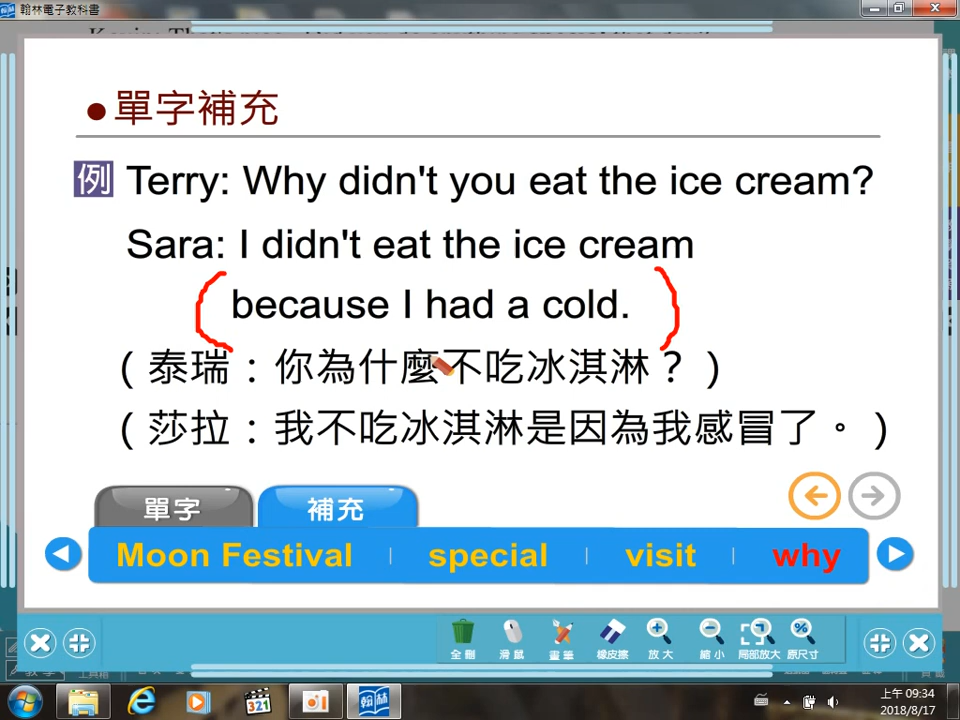 翰林電子教科書
●單字補充
例 Terry: Why didn't you eat the ice cream?
Sara: I didn't eat the ice cream
because I had a cold.
（泰瑞：你為什麼不吃冰淇淋？）
（莎拉：我不吃冰淇淋是因為我感冒了。）
單字 補充
Moon Festival special visit why
全刪 滑鼠 畫筆 橡皮擦 放大 縮小 局部放大 原尺寸
321 翰林 上午 09:34
2018/8/17